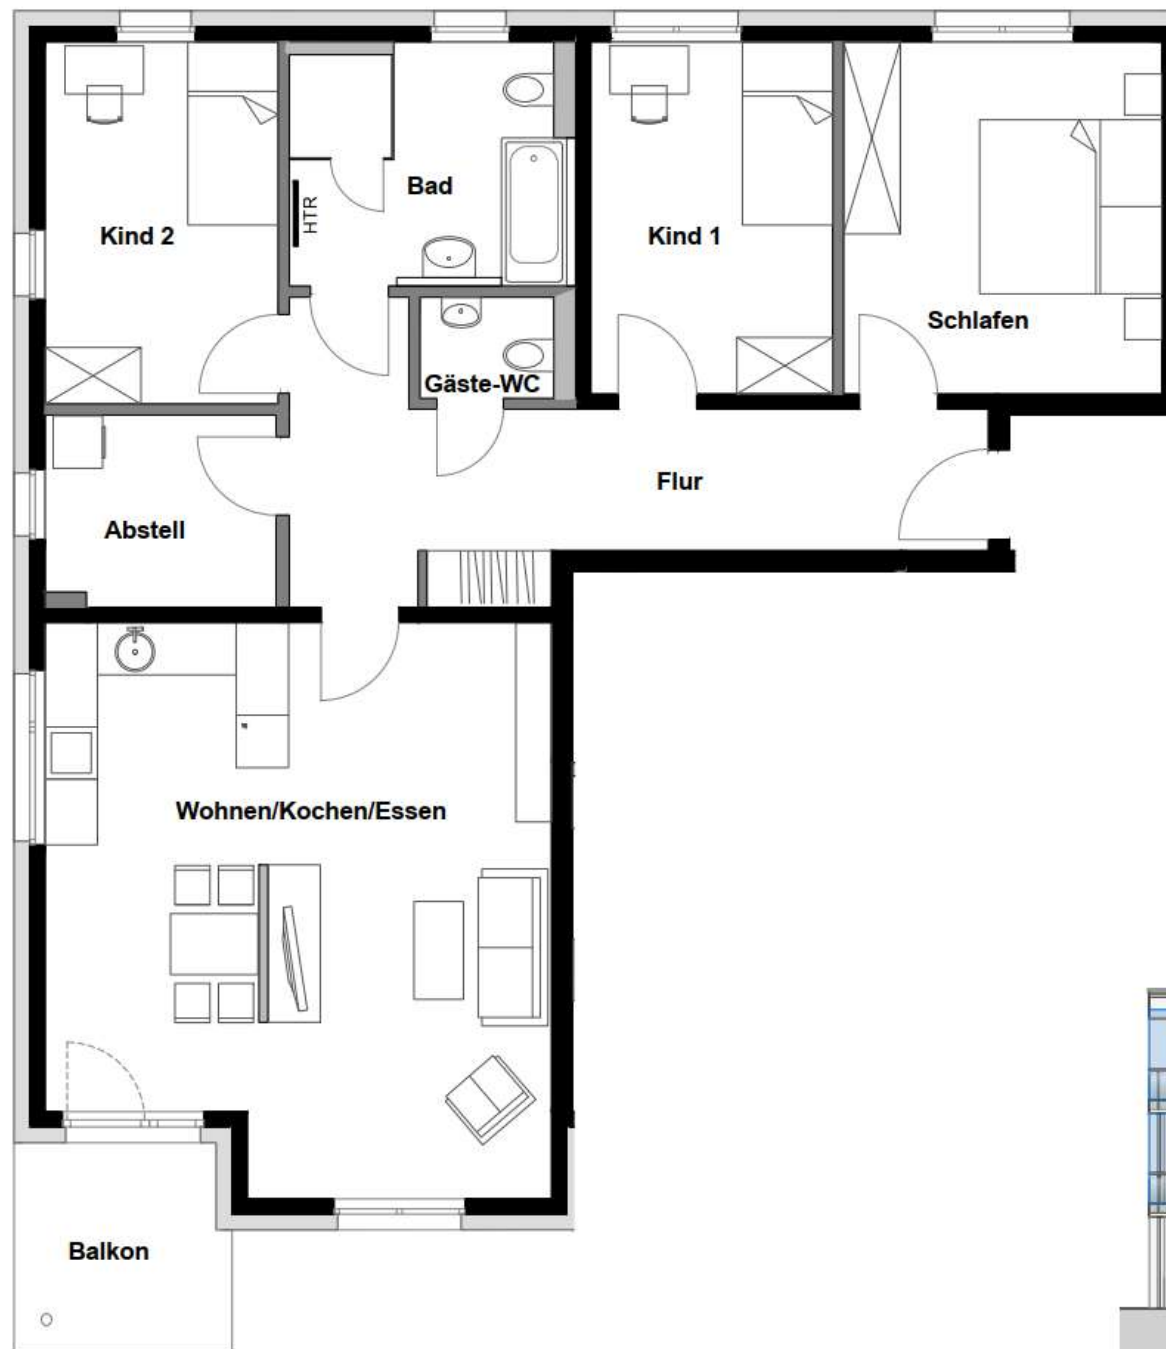 Bad
HTR
Kind 2
Kind 1
Schlafen
Gäste-WC
Flur
Abstell
Wohnen/Kochen/Essen
Balkon